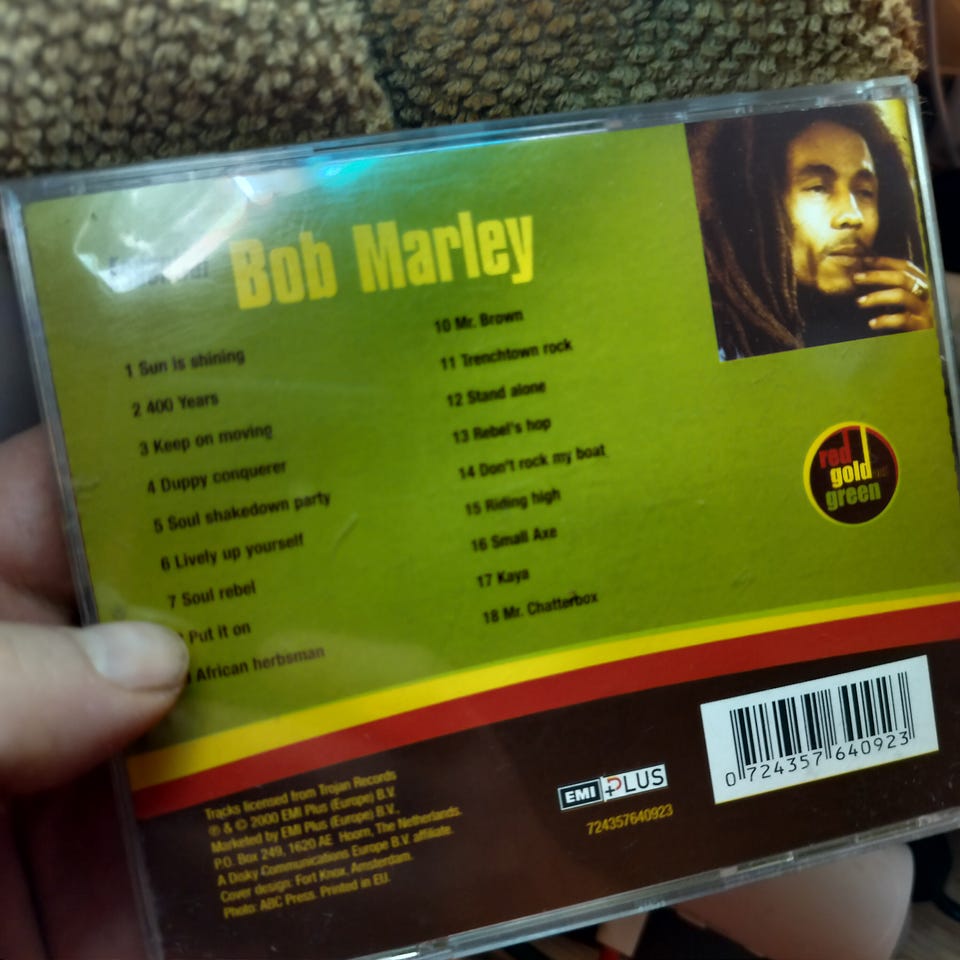 Bob Marley
1 Sun is shining
2 400 Years
3 Keep on moving
4 Duppy conquerer
5 Soul shakedown party
6 Lively up yourself
7 Soul rebel
Put it on
African herbsman
10 Mr. Brown
11 Trenchtown rock
12 Stand alone
13 Rebel's hop
14 Don't rock my boat
15 Riding high
16 Small Axe
17 Kaya
18 Mr. Chatterbox
red
gold
green
Tracks licensed from Trojan Records
℗ & © 2000 EMI Plus (Europe) B.V
Marketed by EMI Plus (Europe) B.V.,
P.O. Box 249, 1620 AE Hoorn, The Netherlands.
A Disky Communications Europe B.V. affiliate.
Cover design: Fort Knox, Amsterdam.
Photo: ABC Press. Printed in EU.
EMI PLUS
724357640923
0 724357 640923